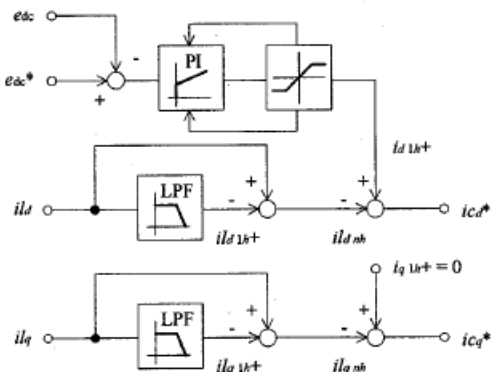 edc
-
PI
edc*
+
id 1h+
LPF
+
+
ild
-
-
icd*
ild 1h+
ild nh
iq 1h+ = 0
LPF
+
+
ilq
-
-
icq*
ilq 1h+
ilq nh